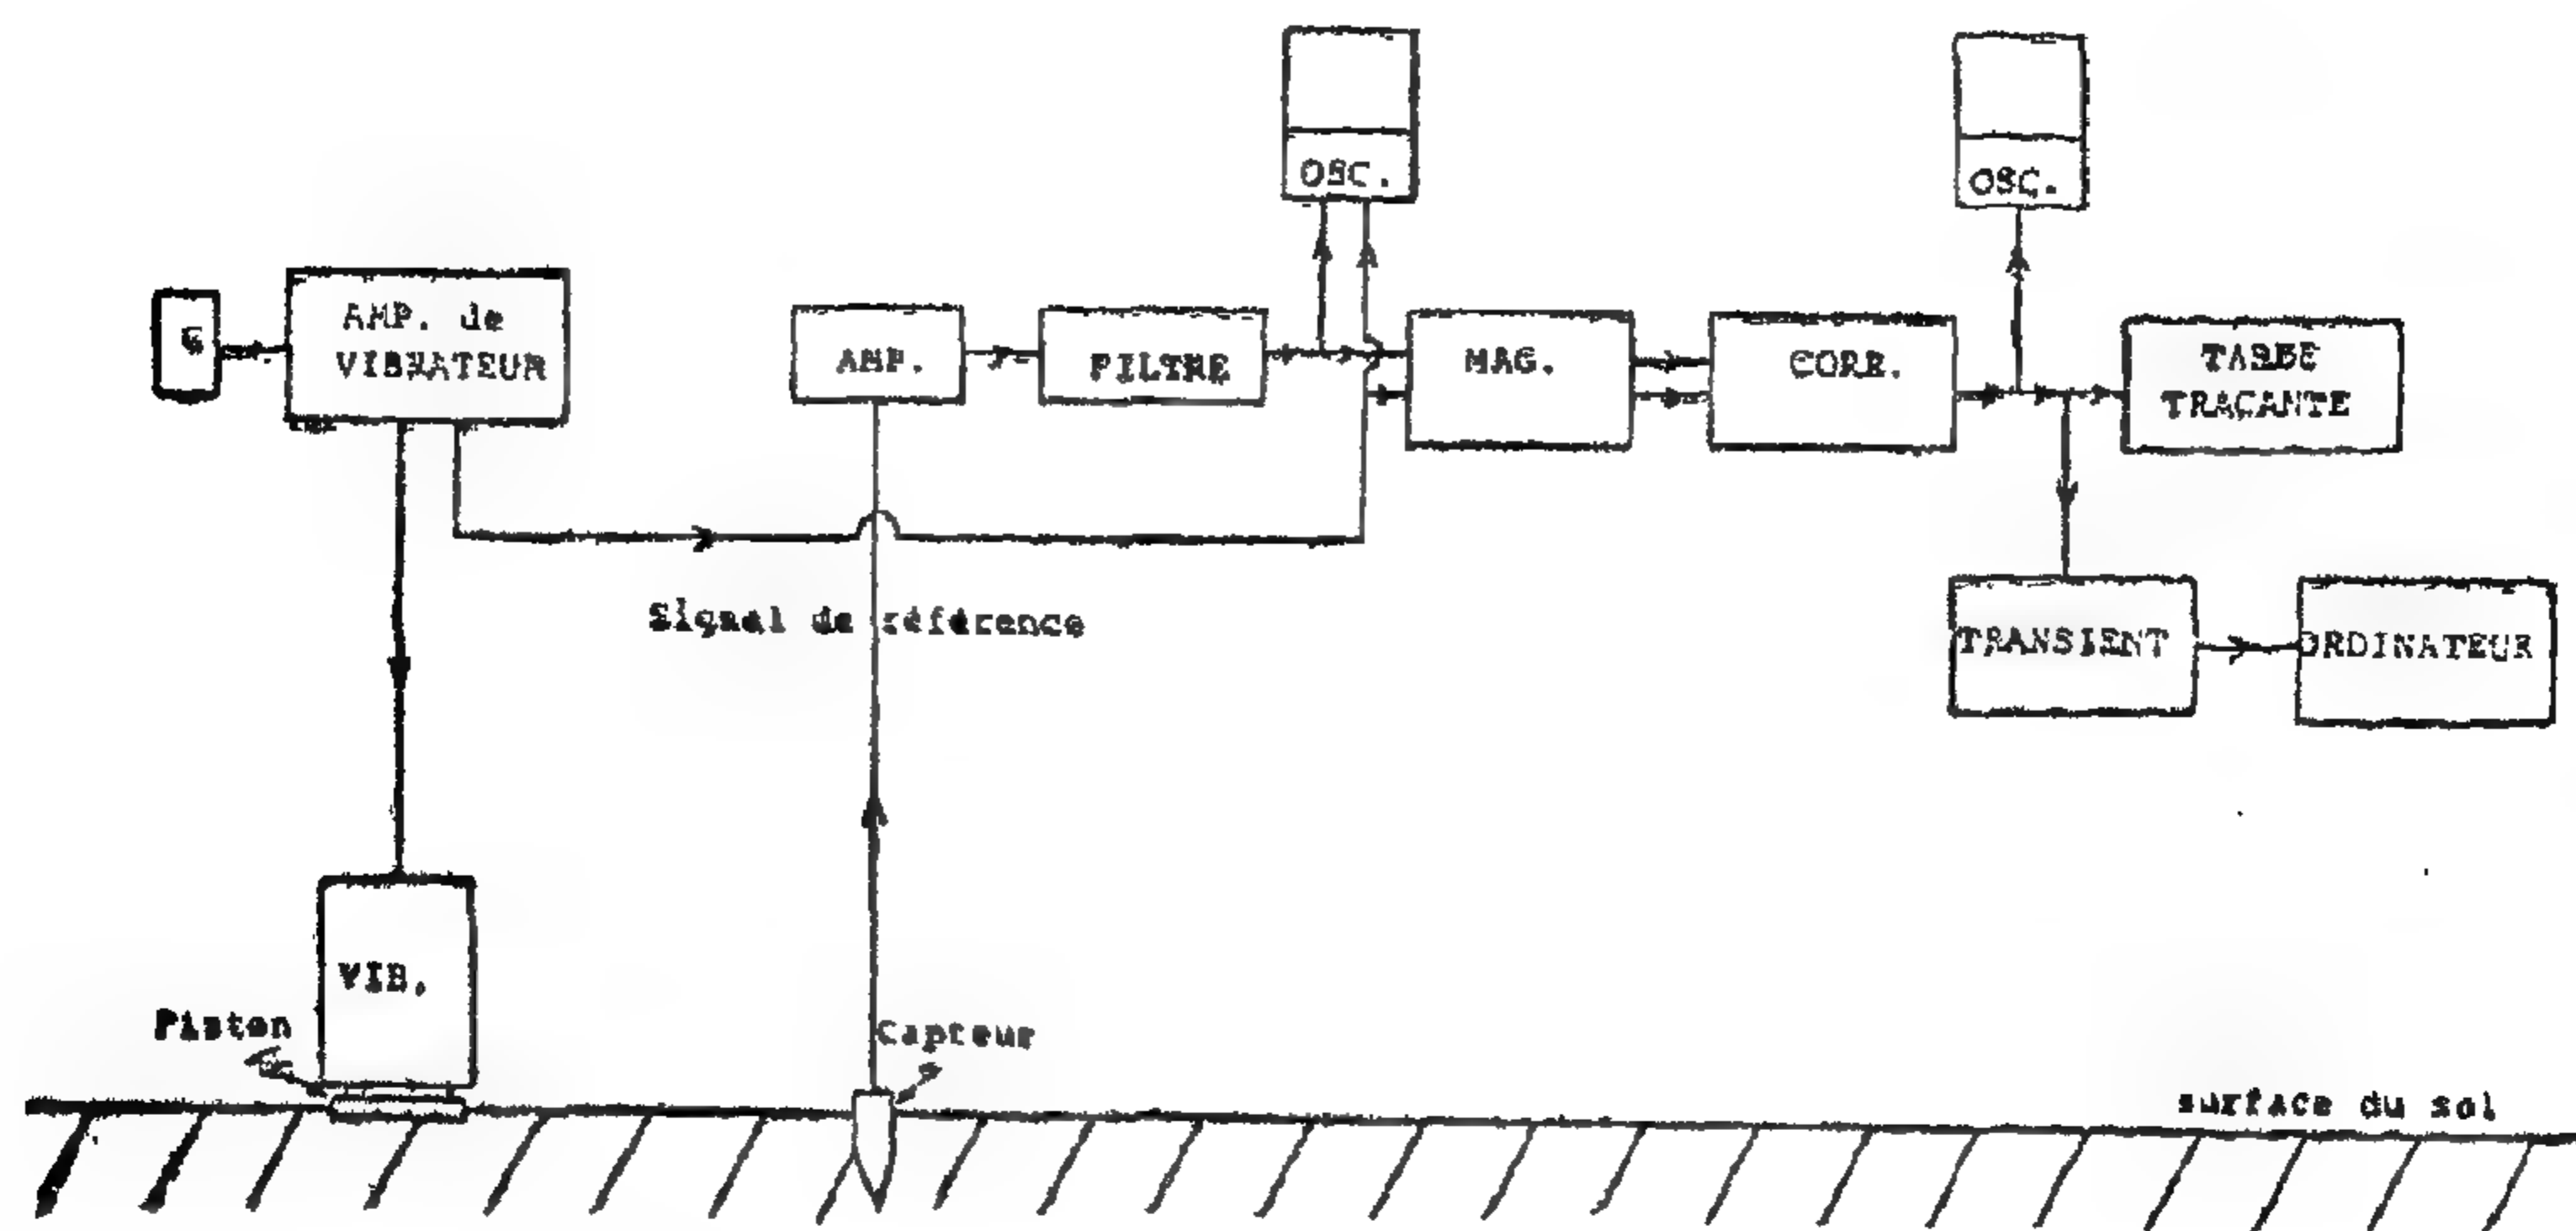 OSC.
OSC.
G
AMP. de
VIBRATEUR
AMP.
FILTRE
MAG.
CORR.
TABLE
TRAÇANTE
Signal de référence
TRANSIENT
ORDINATEUR
VIB.
Piston
Capteur
surface du sol